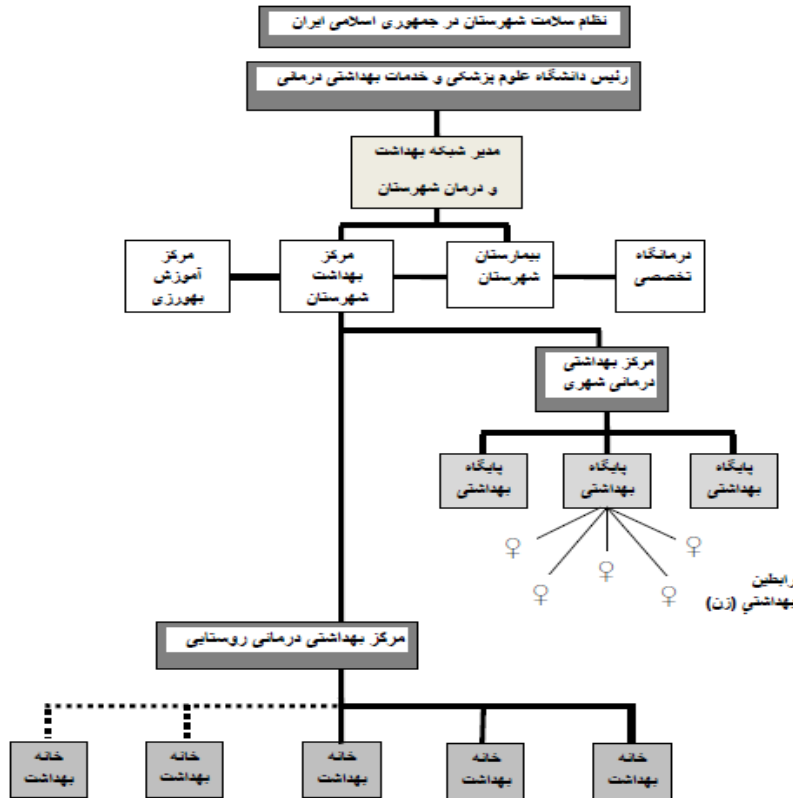 نظام سلامت شهرستان در جمهوری اسلامی ایران
رئیس دانشگاه علوم پزشکی و خدمات بهداشتی درمانی
مدیر شبکه بهداشت
و درمان شهرستان
درمانگاه
تخصصی
بیمارستان
شهرستان
مرکز
بهداشت
شهرستان
مرکز
آموزش
بهورزی
مرکز بهداشتی
درمانی شهری
پایگاه
بهداشتی
پایگاه
بهداشتی
پایگاه
بهداشتی
رابطین
بهداشتي (زن)
مرکز بهداشتی درمانی روستایی
خانه
بهداشت
خانه
بهداشت
خانه
بهداشت
خانه
بهداشت
خانه
بهداشت